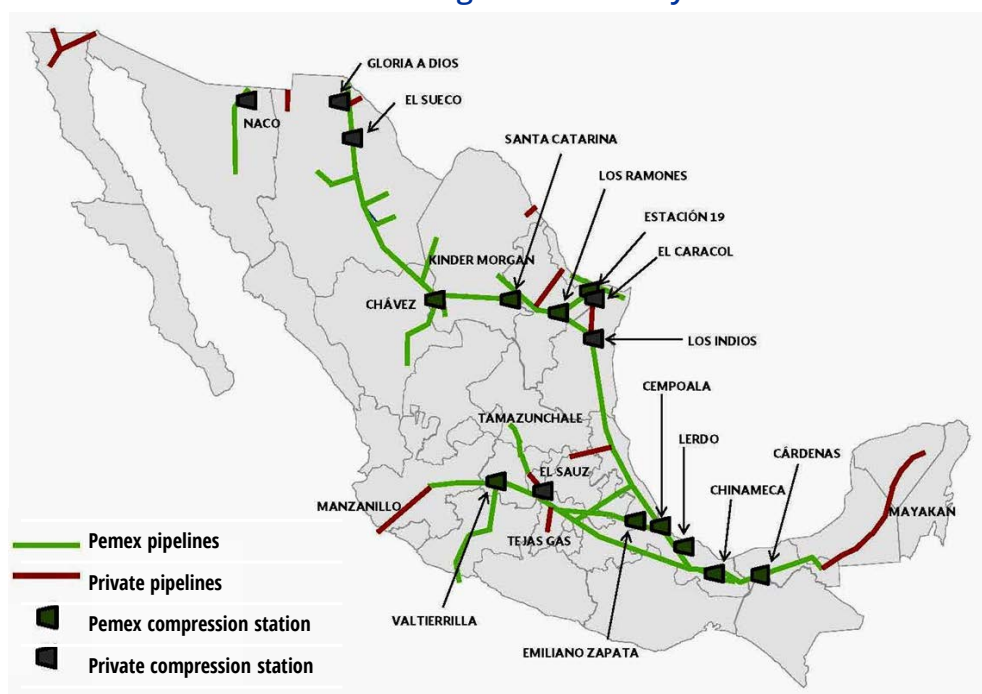 GLORIA A DIOS
EL SUECO
NACO
SANTA CATARINA
LOS RAMONES
ESTACIÓN 19
EL CARACOL
KINDER MORGAN
CHÁVEZ
LOS INDIOS
CEMPOALA
TAMAZUNCHALE
LERDO
CÁRDENAS
EL SAUZ
CHINAMECA
MANZANILLO
MAYAKAN
TEJAS GAS
VALTIERRILLA
EMILIANO ZAPATA
Pemex pipelines
Private pipelines
Pemex compression station
Private compression station